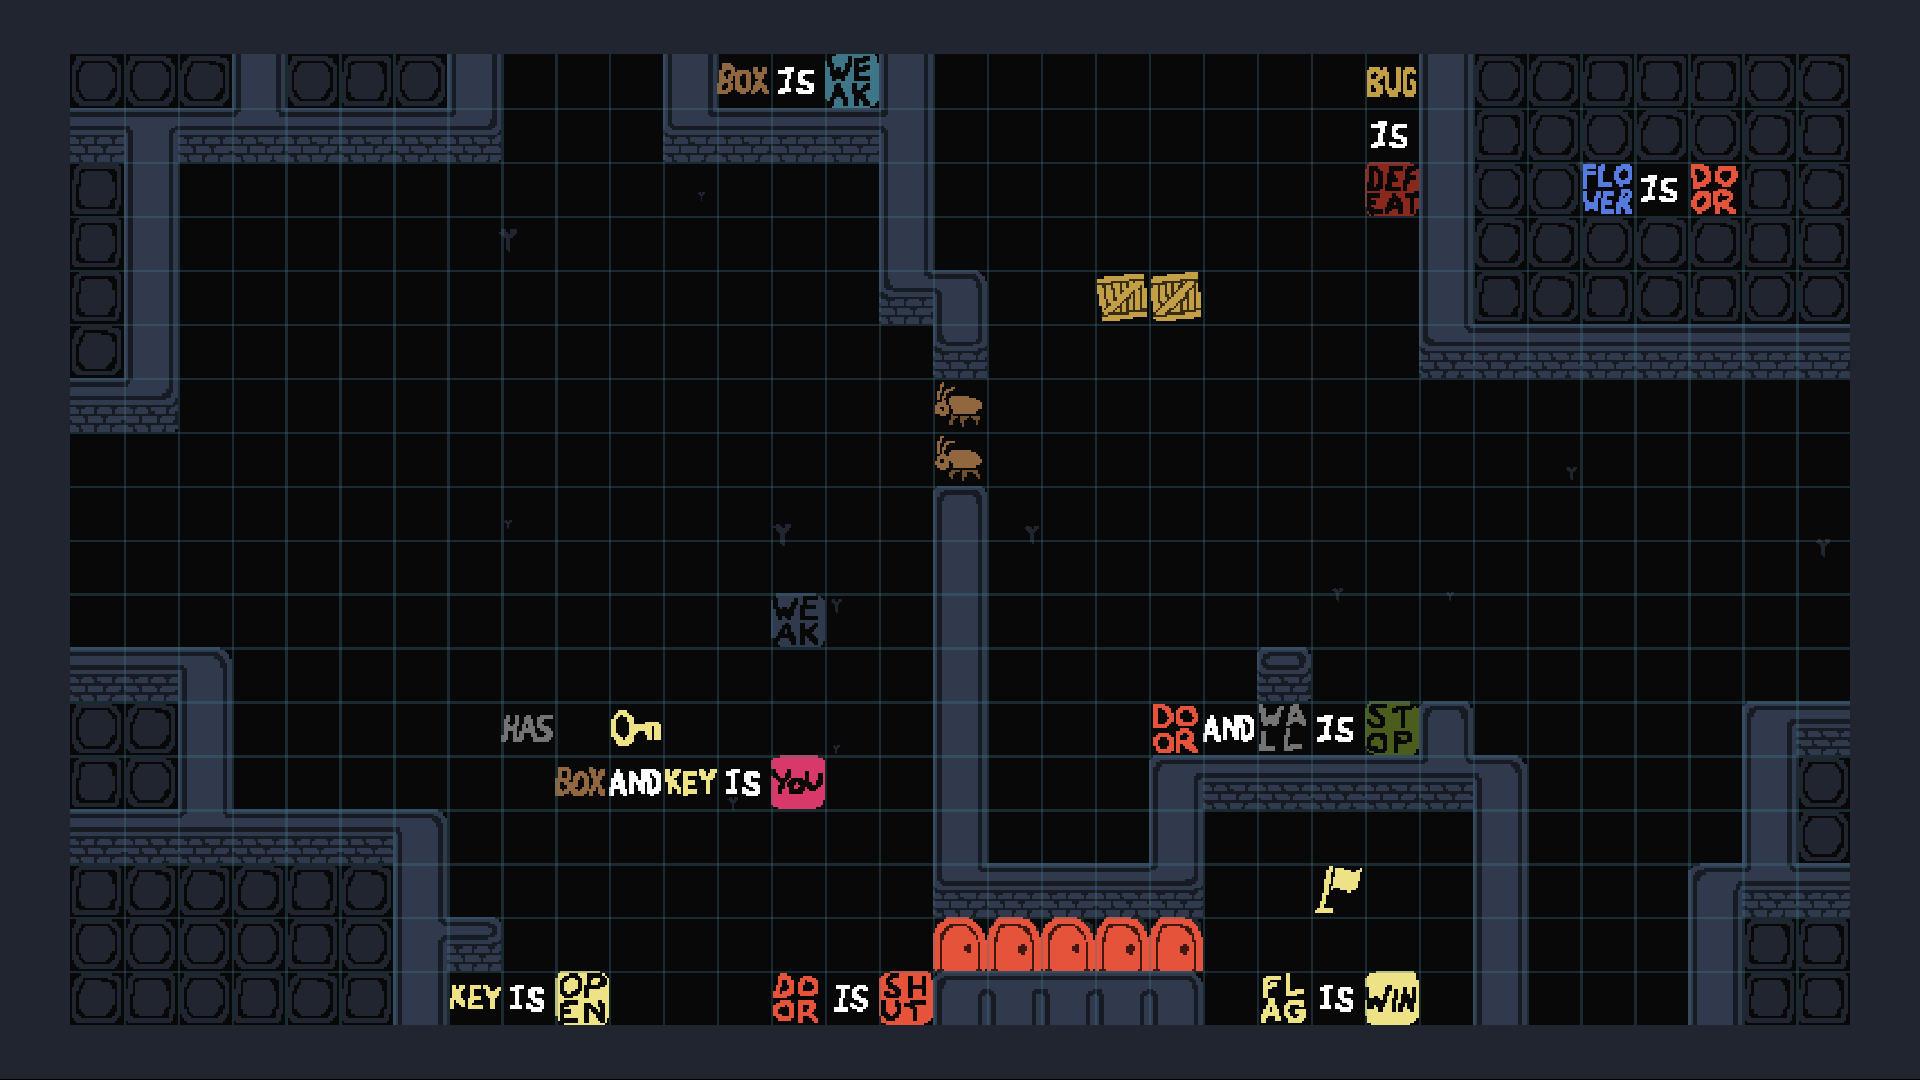 BOX IS WEAK
BUG
IS
DEFEAT
FLOWER IS DOOR
WEAK
HAS
DOOR AND WALL IS STOP
BOX AND KEY IS YOU
KEY IS OPEN
DOOR IS SHUT
FLAG IS WIN